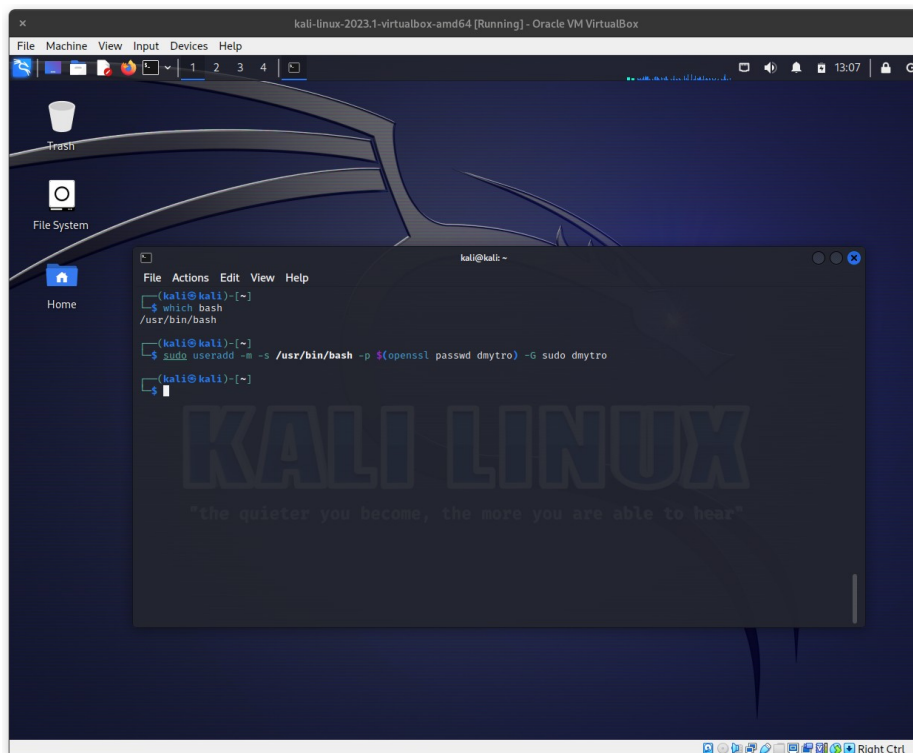 kali-linux-2023.1-virtualbox-amd64 [Running] - Oracle VM VirtualBox
File Machine View Input Devices Help
1 2 3 4 13:07
Trash
File System
Home
kali@kali: ~
File Actions Edit View Help
┌──(kali㉿kali)-[~]
└─$ which bash
/usr/bin/bash
┌──(kali㉿kali)-[~]
└─$ sudo useradd -m -s /usr/bin/bash -p $(openssl passwd dmytro) -G sudo dmytro
┌──(kali㉿kali)-[~]
└─$
KALI LINUX
"the quieter you become, the more you are able to hear"
Right Ctrl